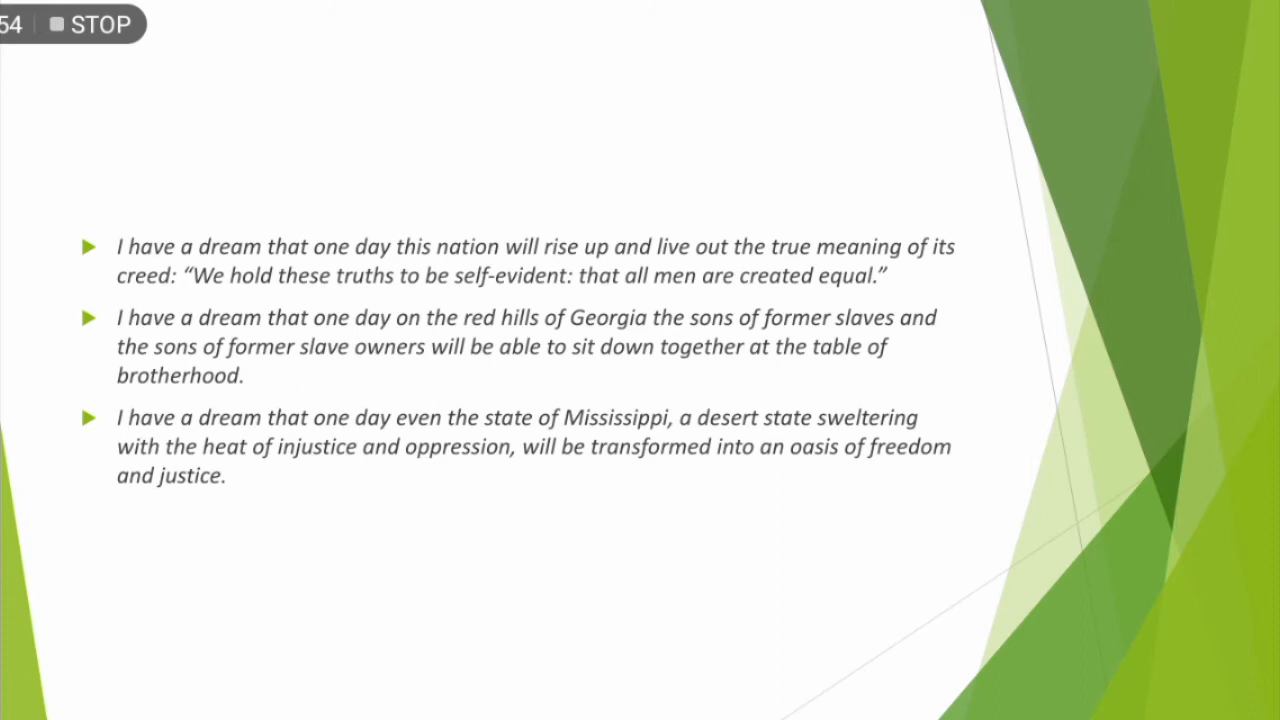 54 STOP
I have a dream that one day this nation will rise up and live out the true meaning of its
creed: “We hold these truths to be self-evident: that all men are created equal.”
I have a dream that one day on the red hills of Georgia the sons of former slaves and
the sons of former slave owners will be able to sit down together at the table of
brotherhood.
I have a dream that one day even the state of Mississippi, a desert state sweltering
with the heat of injustice and oppression, will be transformed into an oasis of freedom
and justice.